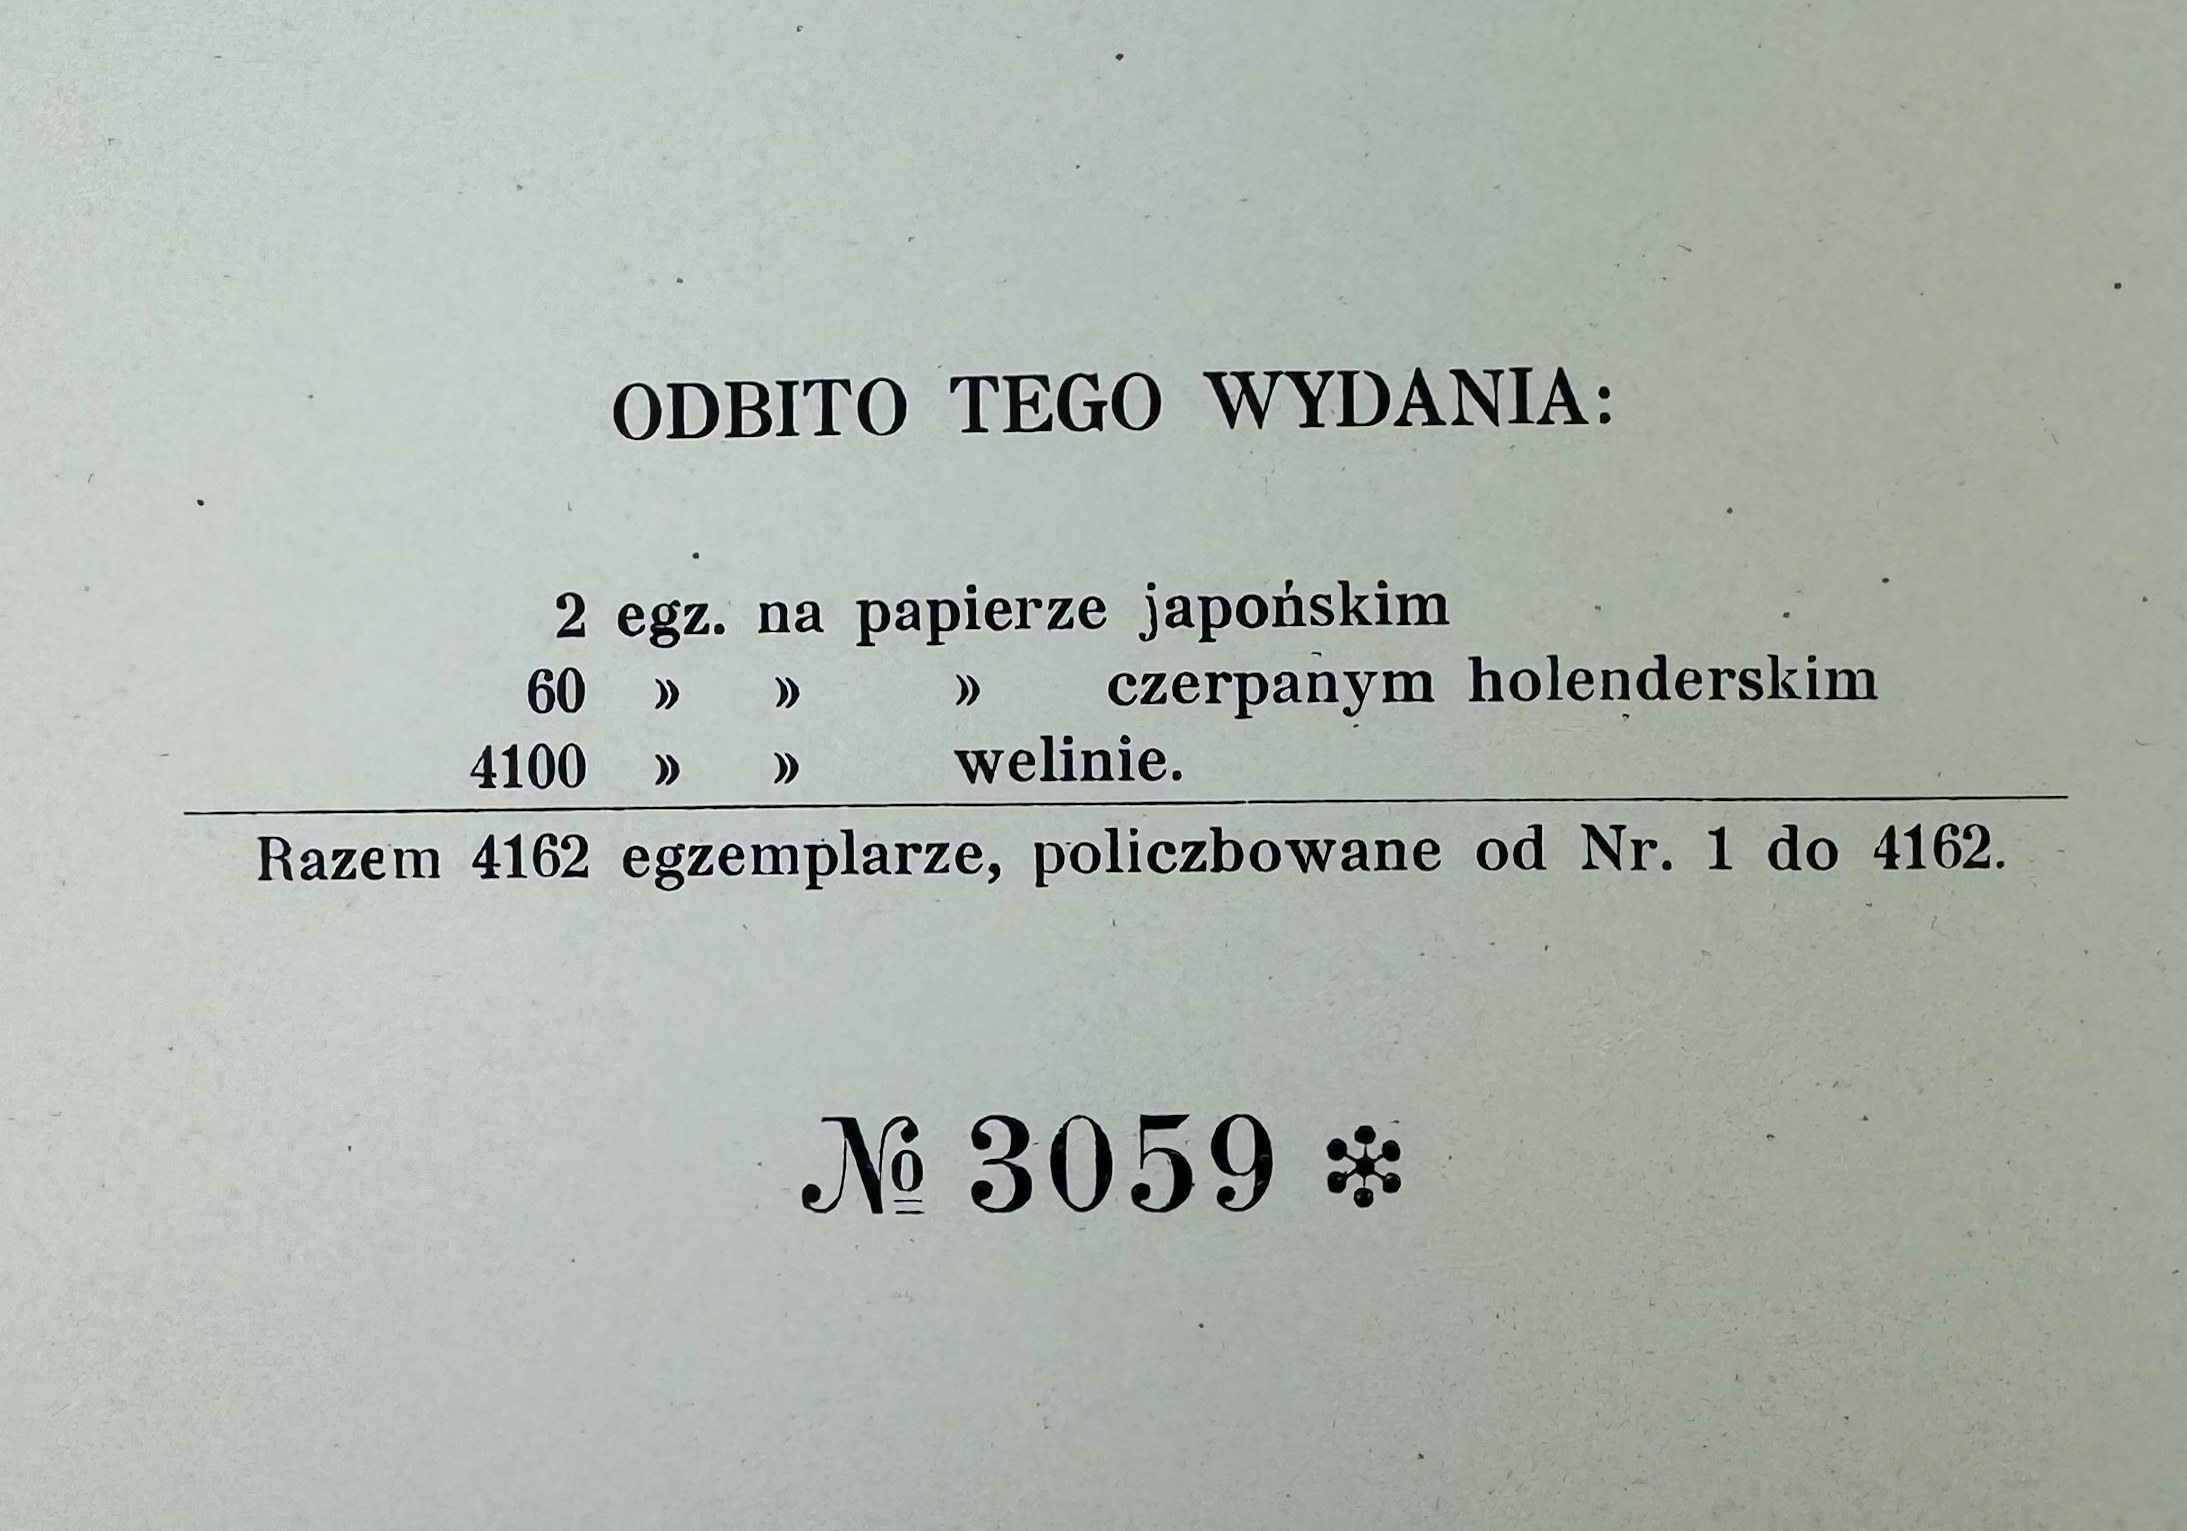 ODBITO TEGO WYDANIA:
2 egz. na papierze japońskim
60 » » » czerpanym holenderskim
4100 » » welinie.
Razem 4162 egzemplarze, policzbowane od Nr. 1 do 4162.
№ 3059 ✻